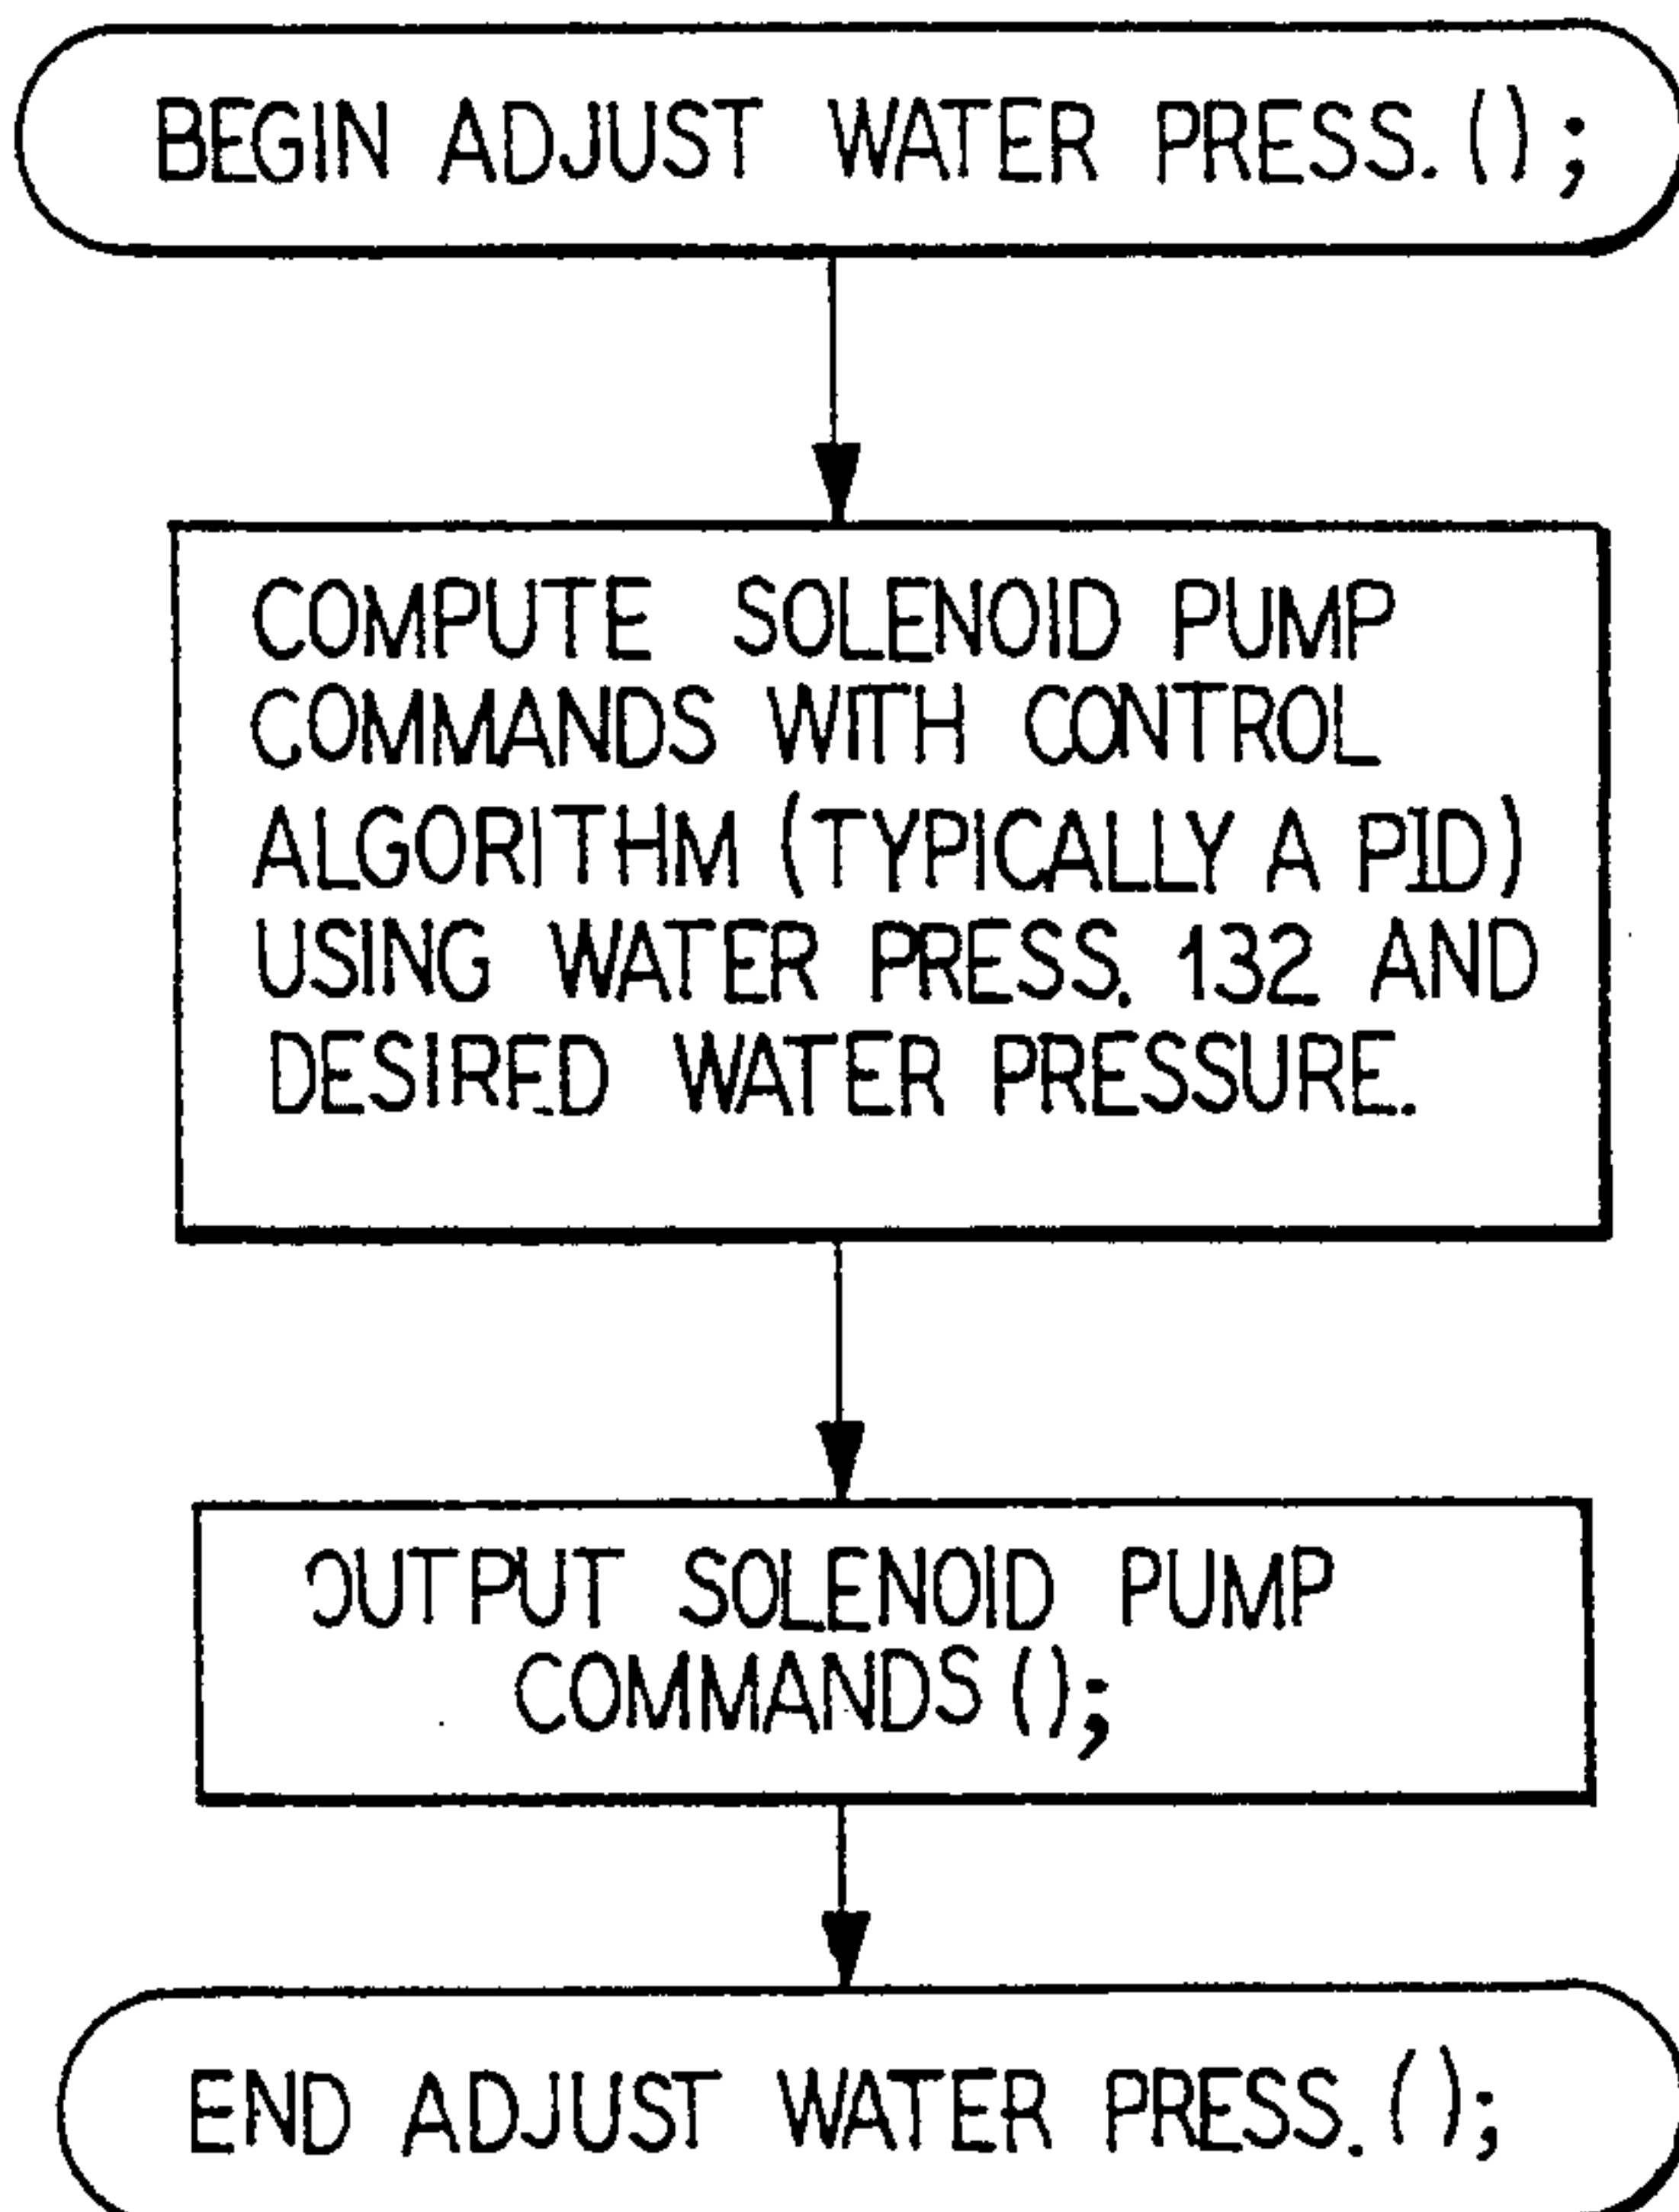 BEGIN ADJUST WATER PRESS. ();
COMPUTE SOLENOID PUMP
COMMANDS WITH CONTROL
ALGORITHM (TYPICALLY A PID)
USING WATER PRESS. 132 AND
DESIRED WATER PRESSURE.
OUTPUT SOLENOID PUMP
COMMANDS ();
END ADJUST WATER PRESS. ();